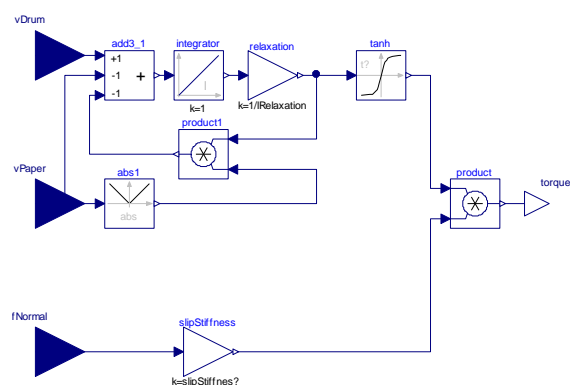 vDrum
add3_1
integrator
relaxation
tanh
+1
-1
-1
+
I
t?
k=1
k=1/lRelaxation
product1
vPaper
abs1
abs
product
torque
fNormal
slipStiffness
k=slipStiffnes?